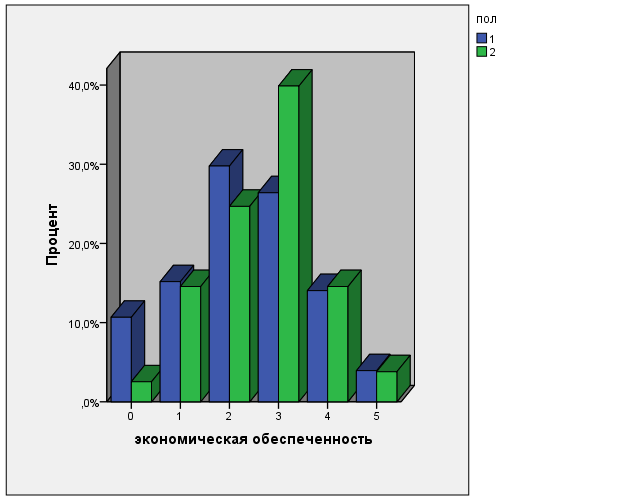 пол
1
2
40,0%
30,0%
20,0%
10,0%
,0%
Процент
0 1 2 3 4 5
экономическая обеспеченность